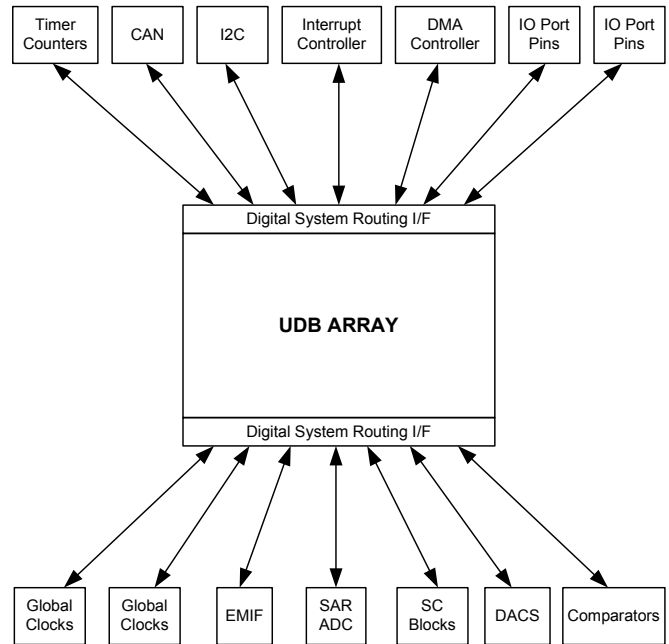 Timer
Counters
CAN
I2C
Interrupt
Controller
DMA
Controller
IO Port
Pins
IO Port
Pins
Digital System Routing I/F
UDB ARRAY
Digital System Routing I/F
Global
Clocks
Global
Clocks
EMIF
SAR
ADC
SC
Blocks
DACS
Comparators